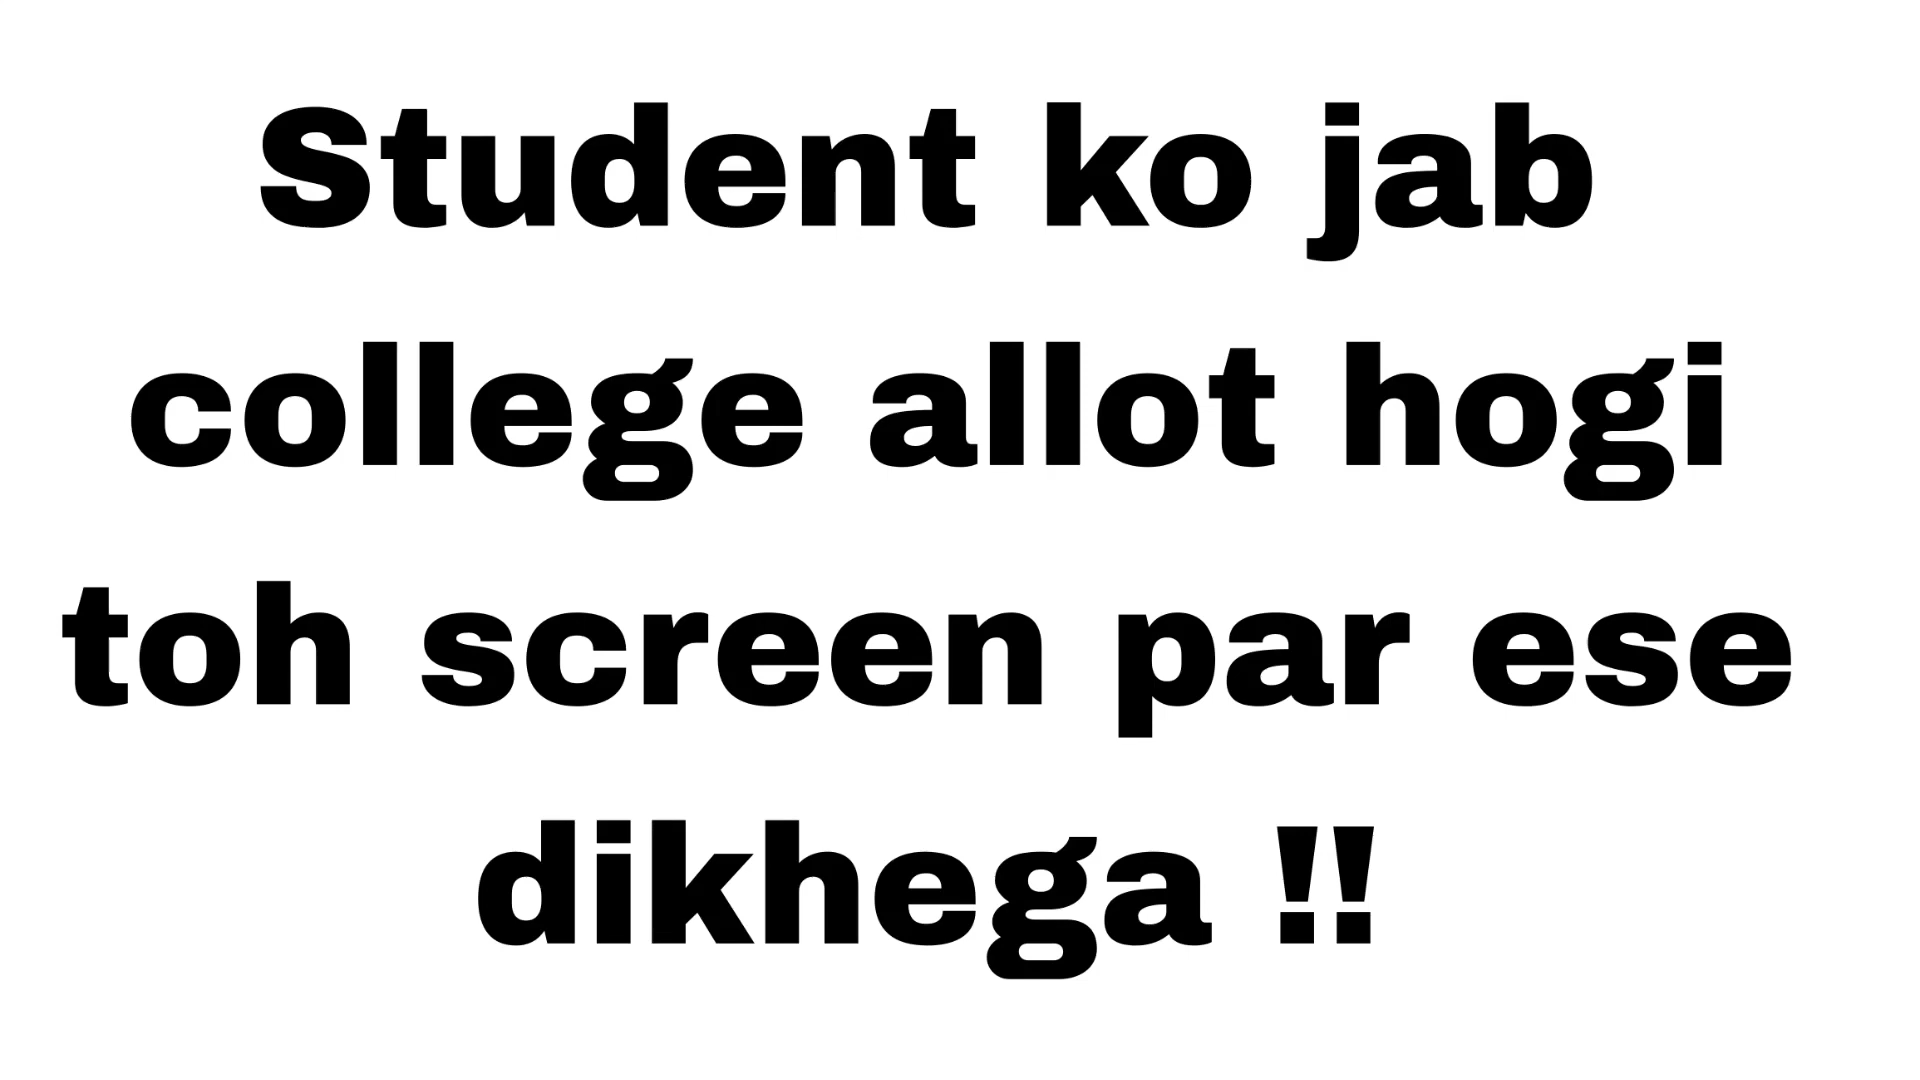 Student ko jab
college allot hogi
toh screen par ese
dikhega !!